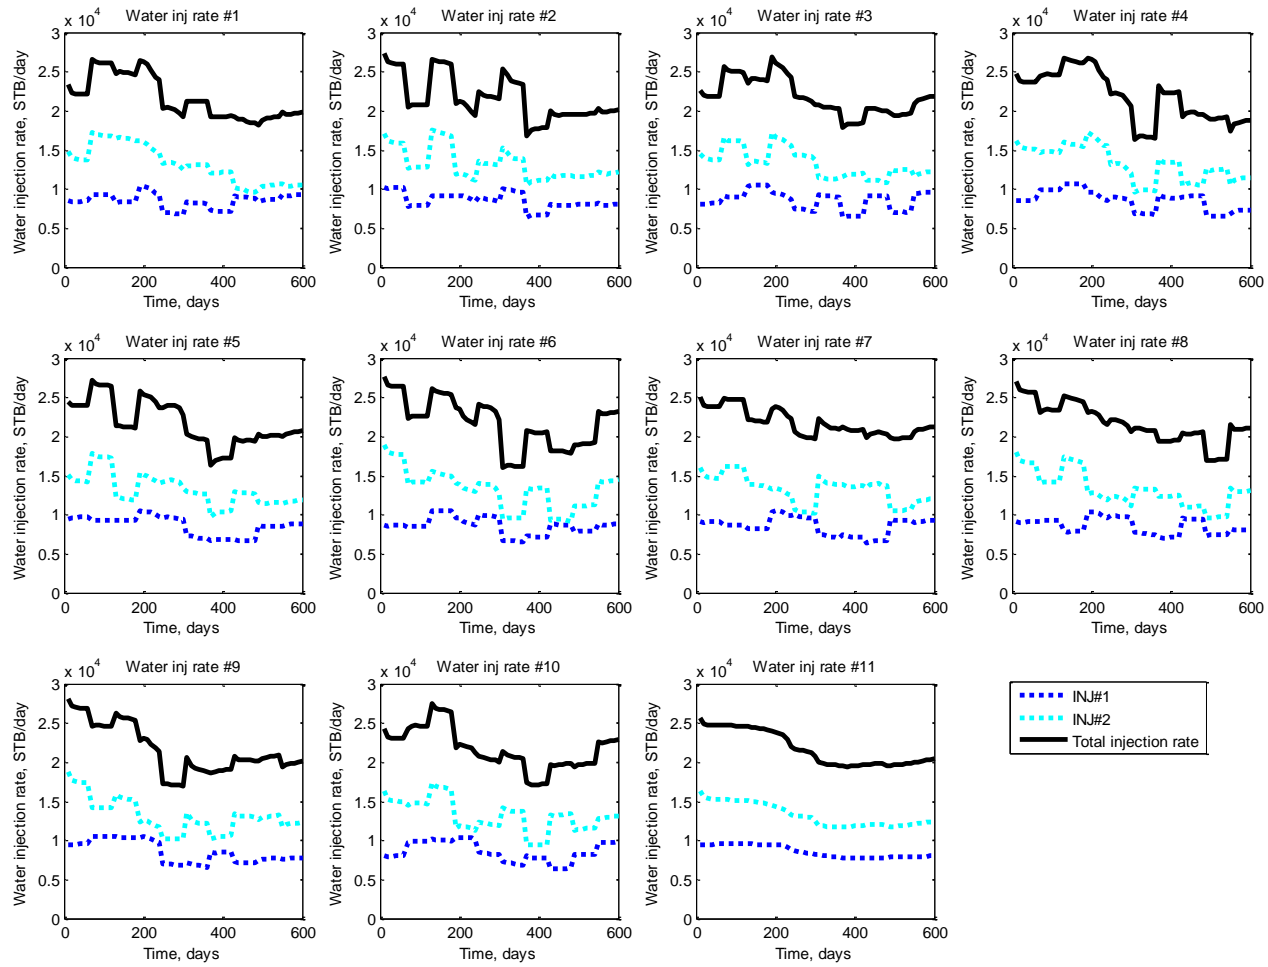 Water inj rate #1
x 10^4
Water injection rate, STB/day
3
2.5
2
1.5
1
0.5
0
0 200 400 600
Time, days
Water inj rate #2
x 10^4
Water injection rate, STB/day
3
2.5
2
1.5
1
0.5
0
0 200 400 600
Time, days
Water inj rate #3
x 10^4
Water injection rate, STB/day
3
2.5
2
1.5
1
0.5
0
0 200 400 600
Time, days
Water inj rate #4
x 10^4
Water injection rate, STB/day
3
2.5
2
1.5
1
0.5
0
0 200 400 600
Time, days
Water inj rate #5
x 10^4
Water injection rate, STB/day
3
2.5
2
1.5
1
0.5
0
0 200 400 600
Time, days
Water inj rate #6
x 10^4
Water injection rate, STB/day
3
2.5
2
1.5
1
0.5
0
0 200 400 600
Time, days
Water inj rate #7
x 10^4
Water injection rate, STB/day
3
2.5
2
1.5
1
0.5
0
0 200 400 600
Time, days
Water inj rate #8
x 10^4
Water injection rate, STB/day
3
2.5
2
1.5
1
0.5
0
0 200 400 600
Time, days
Water inj rate #9
x 10^4
Water injection rate, STB/day
3
2.5
2
1.5
1
0.5
0
0 200 400 600
Time, days
Water inj rate #10
x 10^4
Water injection rate, STB/day
3
2.5
2
1.5
1
0.5
0
0 200 400 600
Time, days
Water inj rate #11
x 10^4
Water injection rate, STB/day
3
2.5
2
1.5
1
0.5
0
0 200 400 600
Time, days
INJ#1
INJ#2
Total injection rate